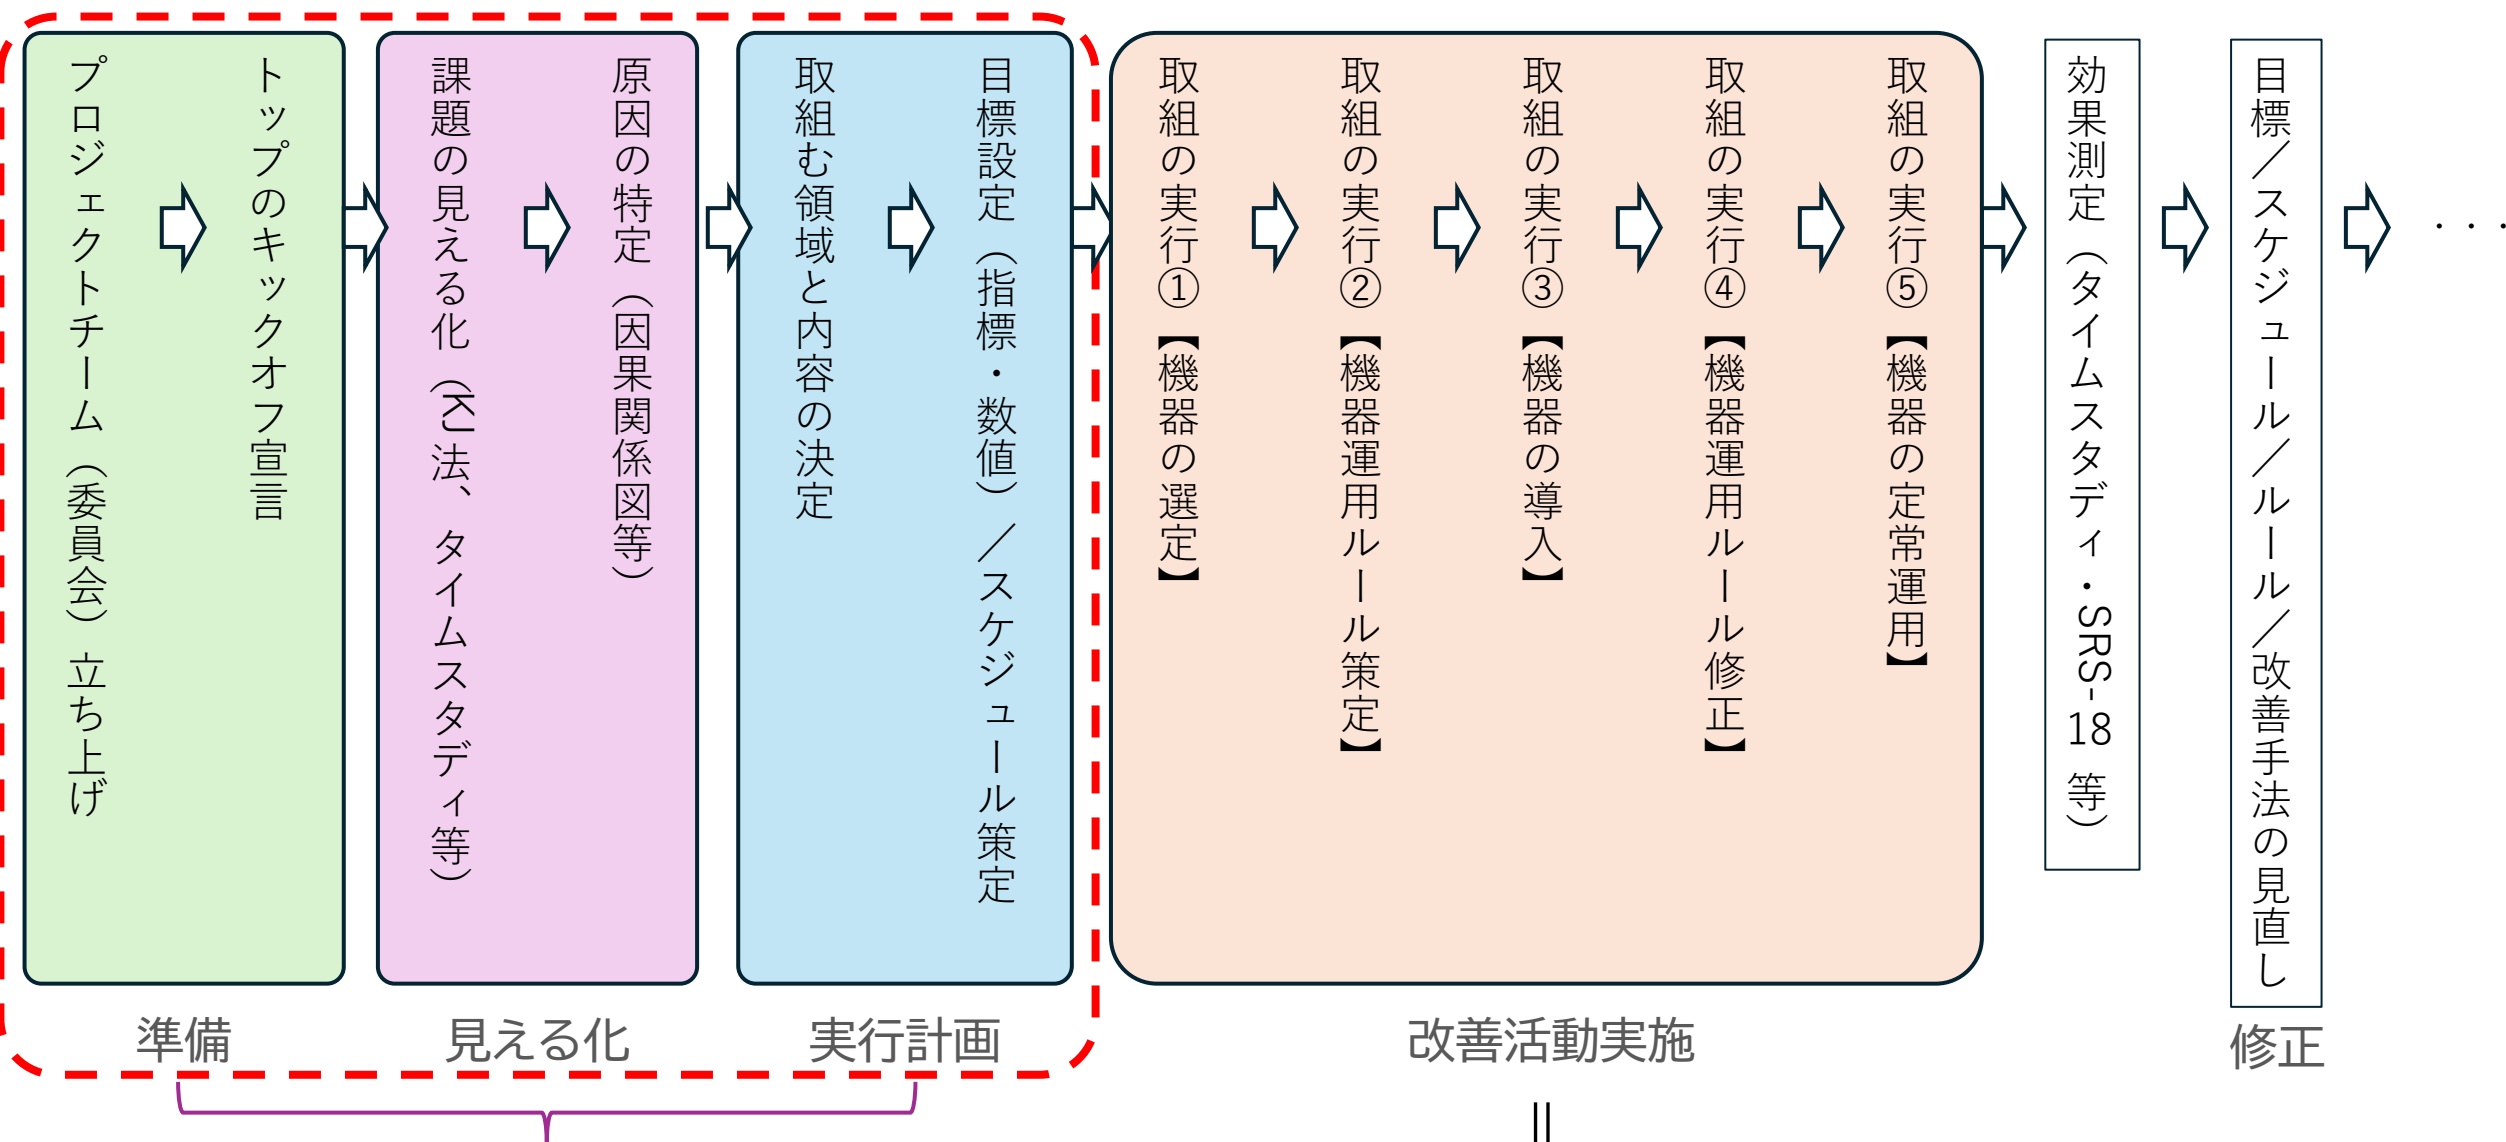 プロジェクトチーム（委員会）立ち上げ
トップのキックオフ宣言
課題の見える化（KJ法、タイムスタディ等）
原因の特定（因果関係図等）
取組む領域と内容の決定
目標設定（指標・数値）／スケジュール策定
取組の実行①【機器の選定】
取組の実行②【機器運用ルール策定】
取組の実行③【機器の導入】
取組の実行④【機器運用ルール修正】
取組の実行⑤【機器の定常運用】
効果測定（タイムスタディ・SRS-18等）
目標／スケジュール／ルール／改善手法の見直し
・・・
準備
見える化
実行計画
改善活動実施
修正